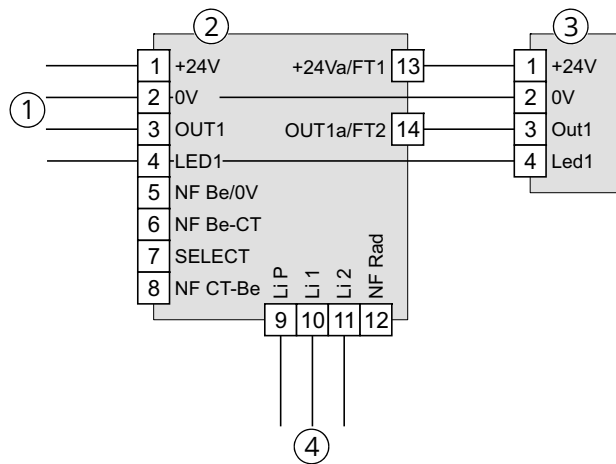 2
3
1 +24V +24Va/FT1 13 1 +24V
1
2 0V 2 0V
3 OUT1 OUT1a/FT2 14 3 Out1
4 LED1 4 Led1
5 NF Be/0V
6 NF Be-CT
7 SELECT
8 NF CT-Be
Li P Li 1 Li 2 NF Rad
9 10 11 12
4